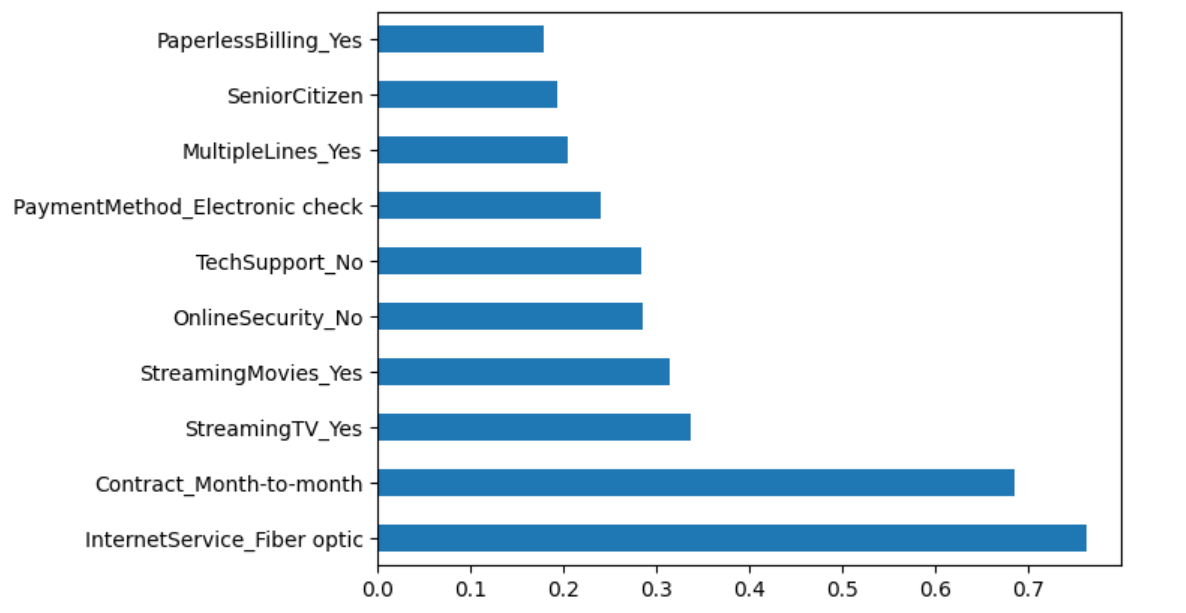 PaperlessBilling_Yes
SeniorCitizen
MultipleLines_Yes
PaymentMethod_Electronic check
TechSupport_No
OnlineSecurity_No
StreamingMovies_Yes
StreamingTV_Yes
Contract_Month-to-month
InternetService_Fiber optic
0.0 0.1 0.2 0.3 0.4 0.5 0.6 0.7